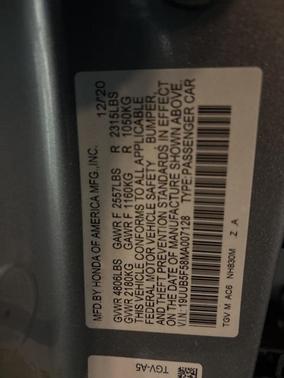 MFD.BY HONDA OF AMERICA MFG.,INC. 12/20
GVWR 4806LBS GAWR F 2557LBS R 2315LBS
GVWR 2180KG GAWR F 1160KG R 1050KG
THIS VEHICLE CONFORMS TO ALL APPLICABLE
FEDERAL MOTOR VEHICLE SAFETY BUMPER,
AND THEFT PREVENTION STANDARDS IN EFFECT
ON THE DATE OF MANUFACTURE SHOWN ABOVE.
V.I.N.: 19UUB6F58MA007128 TYPE:PASSENGER CAR
TGV M AC6 NH830M Z A
TGV-A5